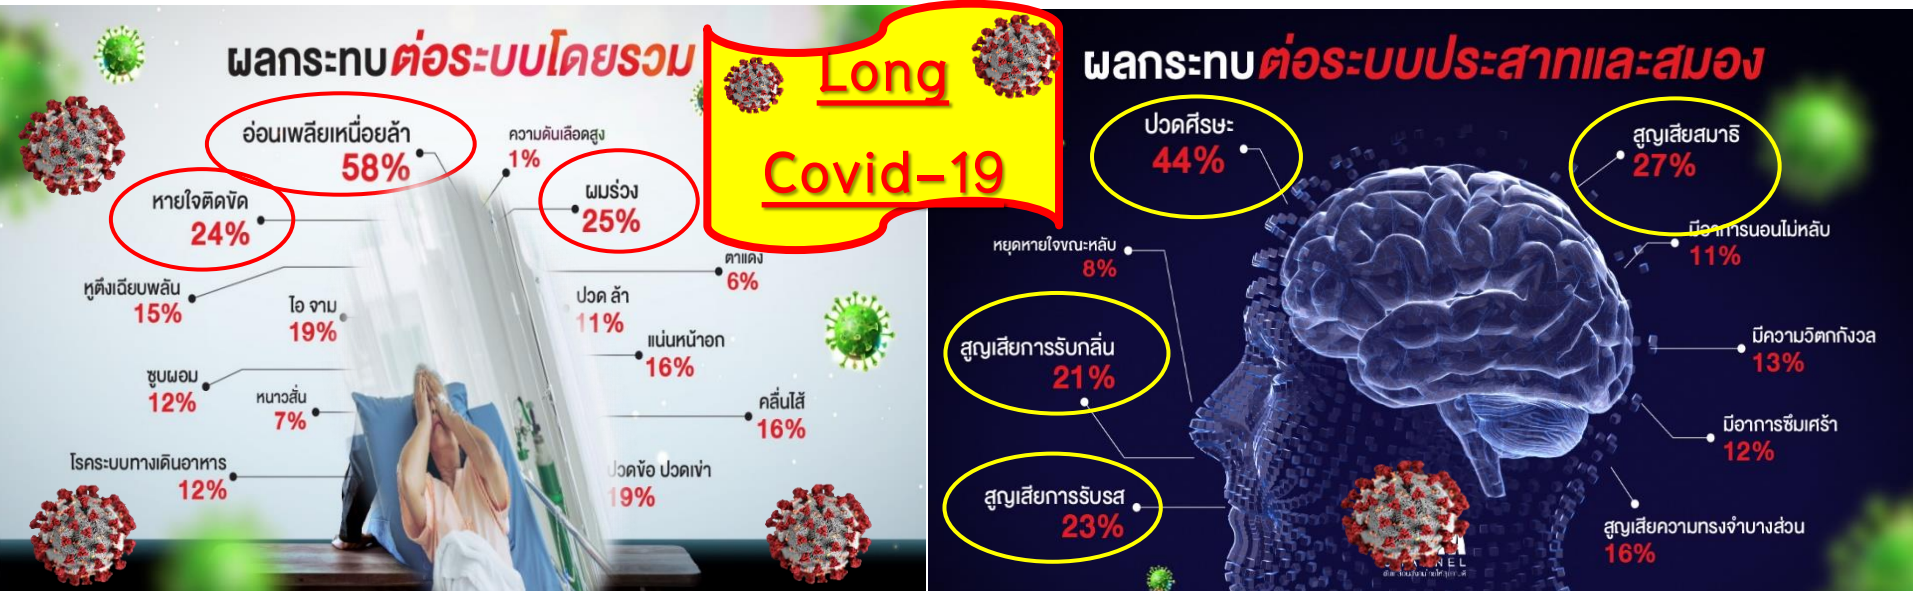 ผลกระทบต่อระบบโดยรวม
อ่อนเพลียเหนื่อยล้า
58%
ความดันเลือดสูง
1%
หายใจติดขัด
24%
ผมร่วง
25%
หูตึงเฉียบพลัน
15%
ไอ จาม
19%
ตาแดง
6%
ปวด ล้า
11%
แน่นหน้าอก
16%
ซูบผอม
12%
หนาวสั่น
7%
คลื่นไส้
16%
โรคระบบทางเดินอาหาร
12%
ปวดข้อ ปวดเข่า
19%
Long
Covid-19
ผลกระทบต่อระบบประสาทและสมอง
ปวดศีรษะ
44%
สูญเสียสมาธิ
27%
หยุดหายใจขณะหลับ
8%
มีอาการนอนไม่หลับ
11%
สูญเสียการรับกลิ่น
21%
มีความวิตกกังวล
13%
มีอาการซึมเศร้า
12%
สูญเสียการรับรส
23%
สูญเสียความทรงจำบางส่วน
16%